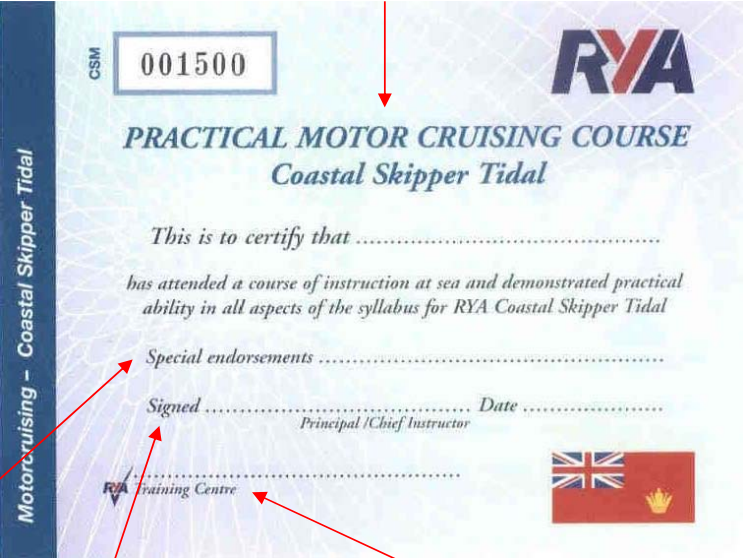 CSM
001500
RYA
PRACTICAL MOTOR CRUISING COURSE
Coastal Skipper Tidal
This is to certify that ..........................................
has attended a course of instruction at sea and demonstrated practical
ability in all aspects of the syllabus for RYA Coastal Skipper Tidal
Special endorsements ..................................................
Signed ....................................... Date .....................
Principal /Chief Instructor
..................................................
RYA Training Centre
Motorcruising – Coastal Skipper Tidal